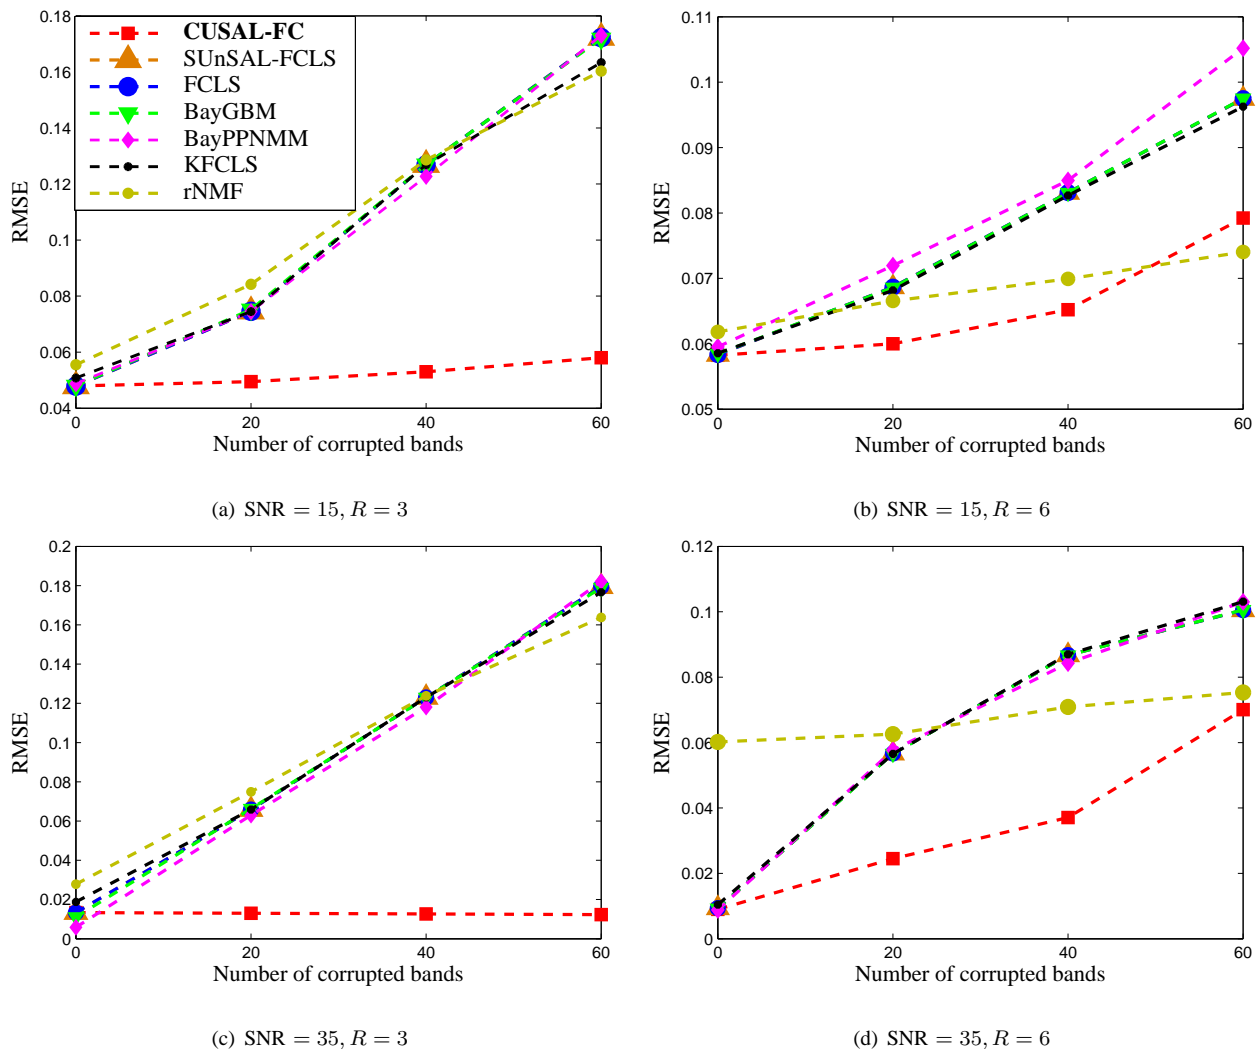 0.18
0.16
0.14
0.12
0.1
0.08
0.06
0.04
RMSE
CUSAL-FC
SUnSAL-FCLS
FCLS
BayGBM
BayPPNMM
KFCLS
rNMF
0 20 40 60
Number of corrupted bands
(a) SNR = 15, R = 3
0.11
0.1
0.09
0.08
0.07
0.06
0.05
RMSE
0 20 40 60
Number of corrupted bands
(b) SNR = 15, R = 6
0.2
0.18
0.16
0.14
0.12
0.1
0.08
0.06
0.04
0.02
0
RMSE
0 20 40 60
Number of corrupted bands
(c) SNR = 35, R = 3
0.12
0.1
0.08
0.06
0.04
0.02
0
RMSE
0 20 40 60
Number of corrupted bands
(d) SNR = 35, R = 6